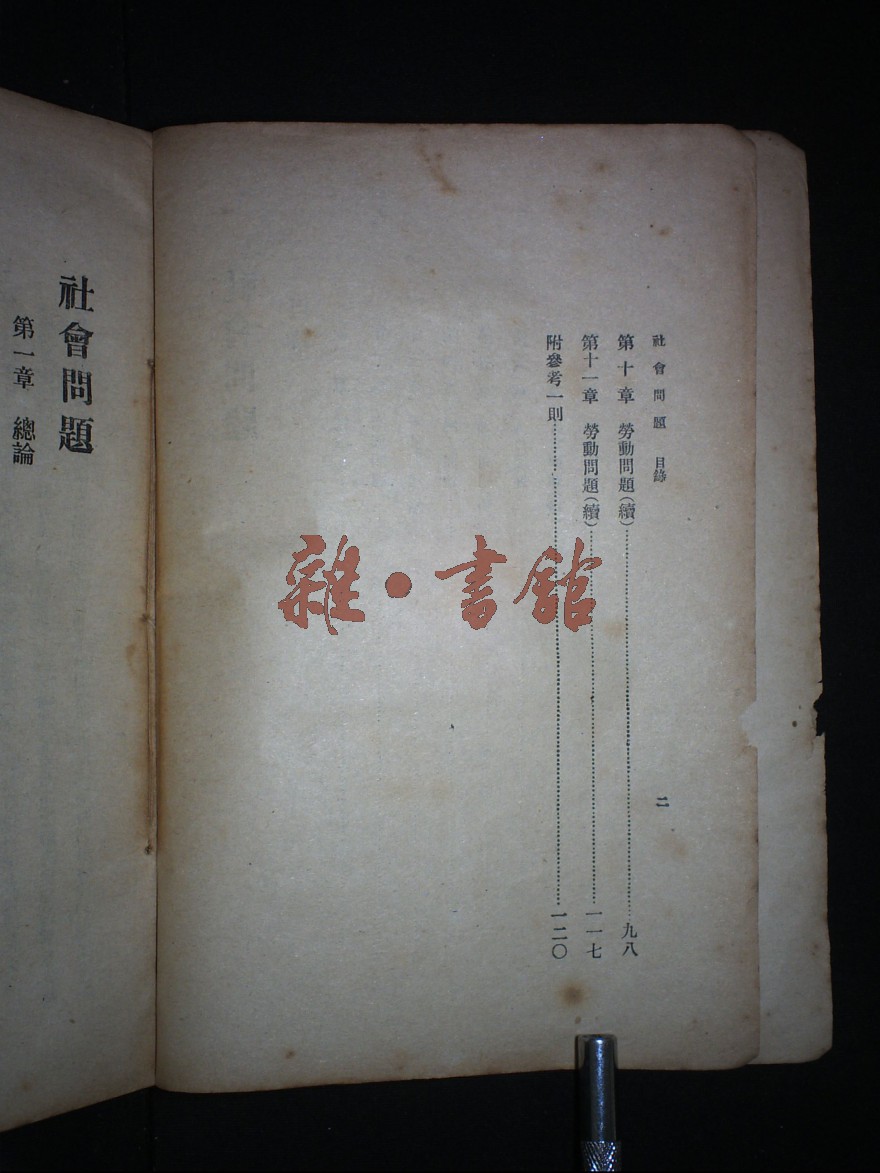 社會問題 目錄 二
第十章 勞動問題(續)……九八
第十一章 勞動問題(續)……一一七
附參考一則……一二〇
社會問題
第一章 總論
雜·書館